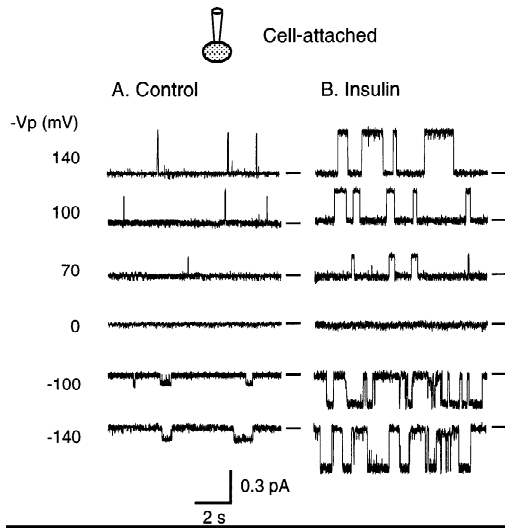 Cell-attached
A. Control
B. Insulin
-Vp (mV)
140
100
70
0
-100
-140
0.3 pA
2 s